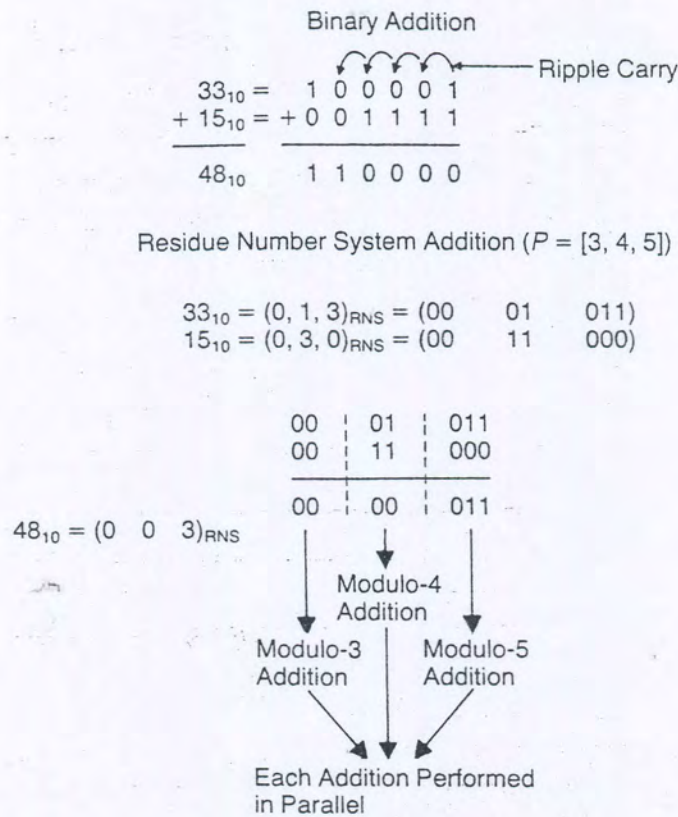 Binary Addition
Ripple Carry
33₁₀ = 1 0 0 0 0 1
+ 15₁₀ = + 0 0 1 1 1 1
48₁₀ 1 1 0 0 0 0
Residue Number System Addition (P = [3, 4, 5])
33₁₀ = (0, 1, 3)RNS = (00 01 011)
15₁₀ = (0, 3, 0)RNS = (00 11 000)
00 01 011
00 11 000
00 00 011
48₁₀ = (0 0 3)RNS
Modulo-4
Addition
Modulo-3
Addition
Modulo-5
Addition
Each Addition Performed
in Parallel